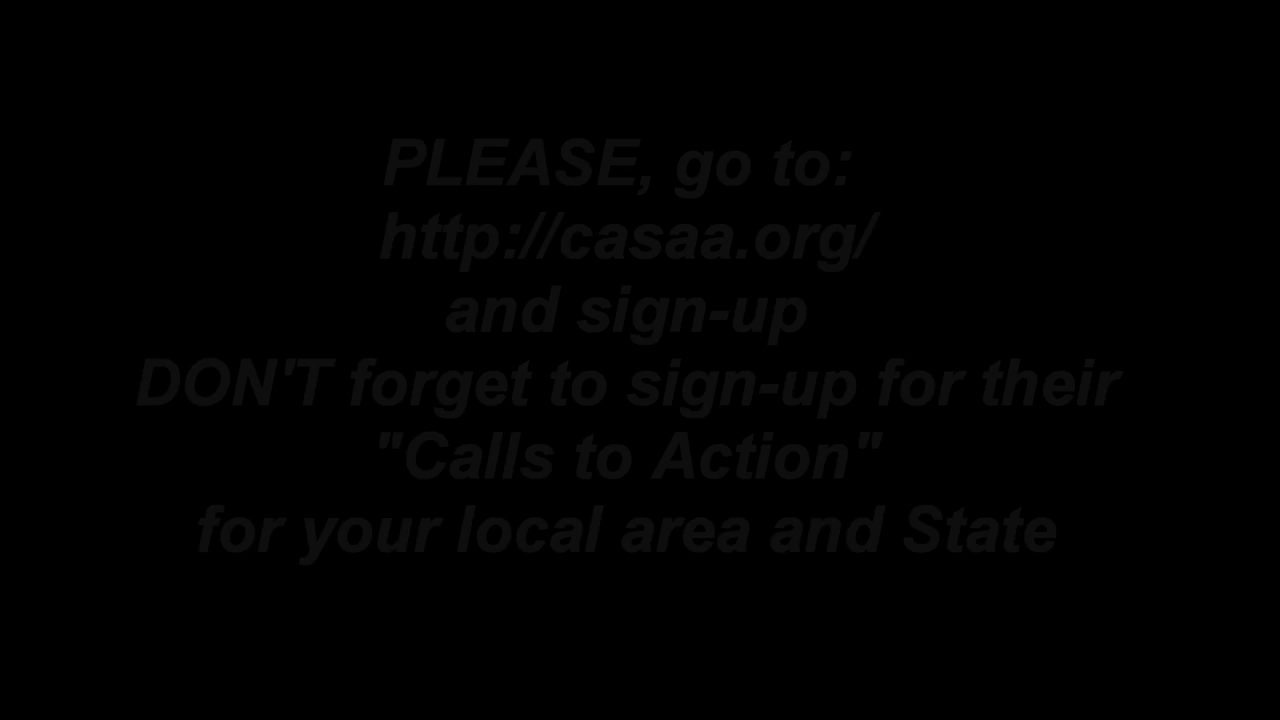 PLEASE, go to:
http://casaa.org/
and sign-up
DON'T forget to sign-up for their
"Calls to Action"
for your local area and State